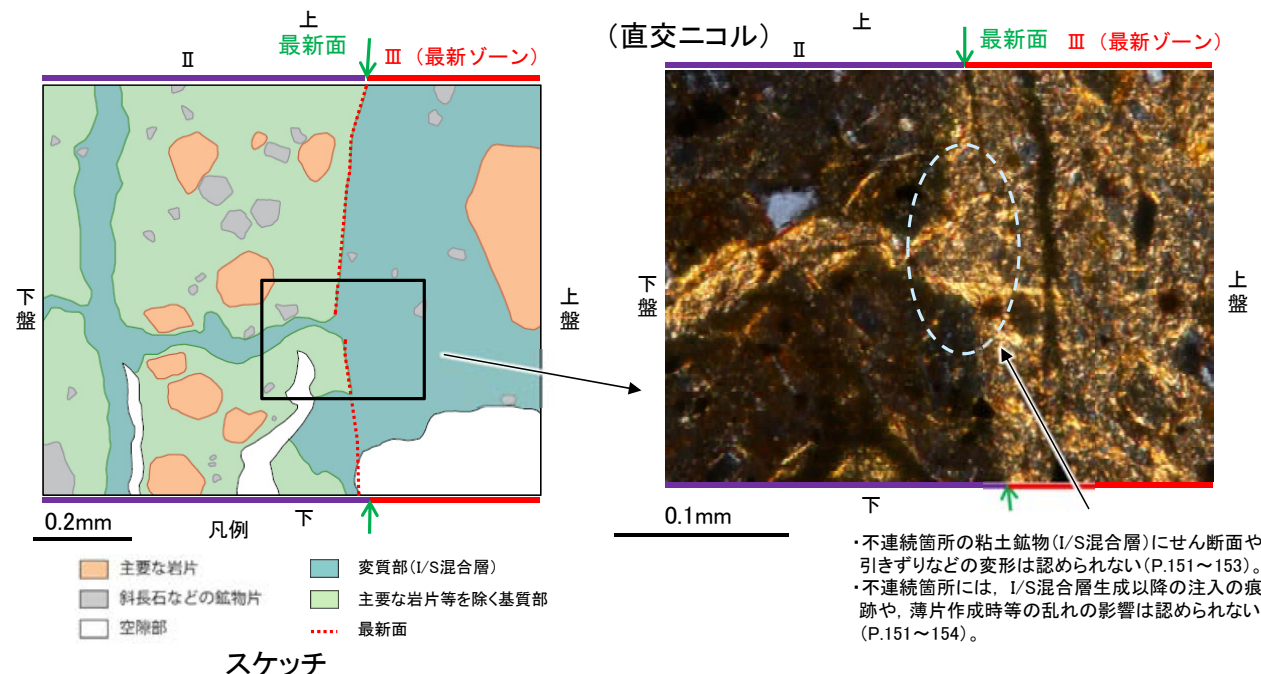 上
最新面
Ⅱ
Ⅲ（最新ゾーン）
下盤
上盤
0.2mm
下
凡例
主要な岩片
斜長石などの鉱物片
空隙部
変質部(I/S混合層)
主要な岩片等を除く基質部
最新面
スケッチ
（直交ニコル）
上
Ⅱ
最新面
Ⅲ（最新ゾーン）
下盤
上盤
下
0.1mm
・不連続箇所の粘土鉱物(I/S混合層)にせん断面や
引きずりなどの変形は認められない(P.151～153)。
・不連続箇所には，I/S混合層生成以降の注入の痕
跡や，薄片作成時等の乱れの影響は認められない
(P.151～154)。